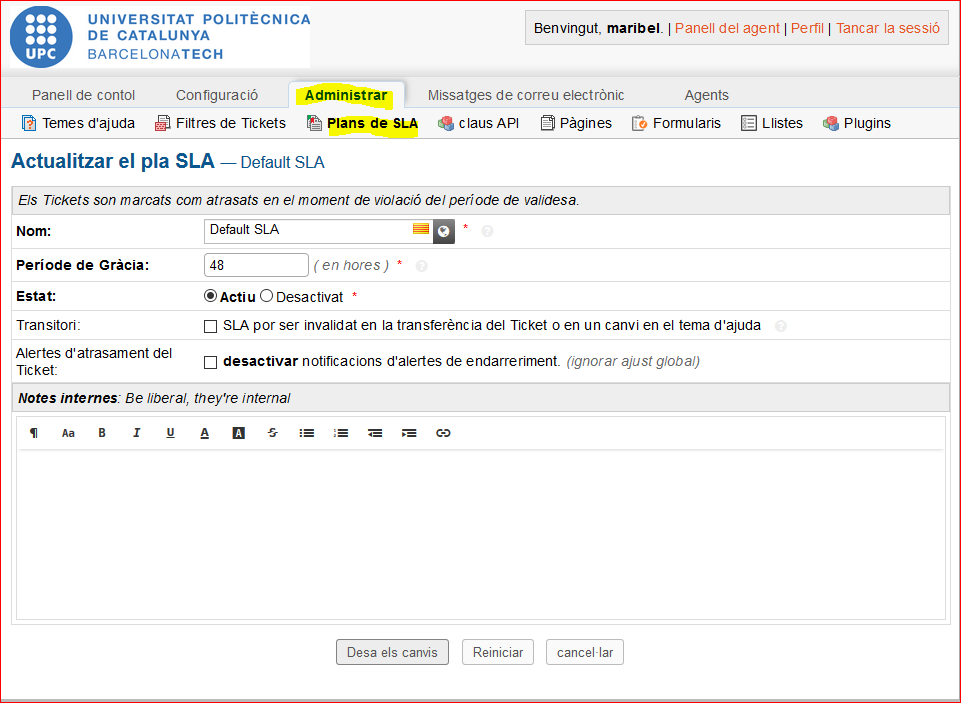 UNIVERSITAT POLITÈCNICA
DE CATALUNYA
BARCELONATECH
UPC
Benvingut, maribel. | Panell del agent | Perfil | Tancar la sessió
Panell de contol Configuració Administrar Missatges de correu electrònic Agents
Temes d'ajuda Filtres de Tickets Plans de SLA claus API Pàgines Formularis Llistes Plugins
Actualitzar el pla SLA — Default SLA
Els Tickets son marcats com atrasats en el moment de violació del període de validesa.
Nom: Default SLA * ?
Període de Gràcia: 48 ( en hores ) * ?
Estat: Actiu Desactivat *
Transitori: SLA por ser invalidat en la transferència del Ticket o en un canvi en el tema d'ajuda ?
Alertes d'atrasament del
Ticket: desactivar notificacions d'alertes de endarreriment. (ignorar ajust global)
Notes internes: Be liberal, they're internal
¶ Aa B I U A A S
Desa els canvis Reiniciar cancel·lar